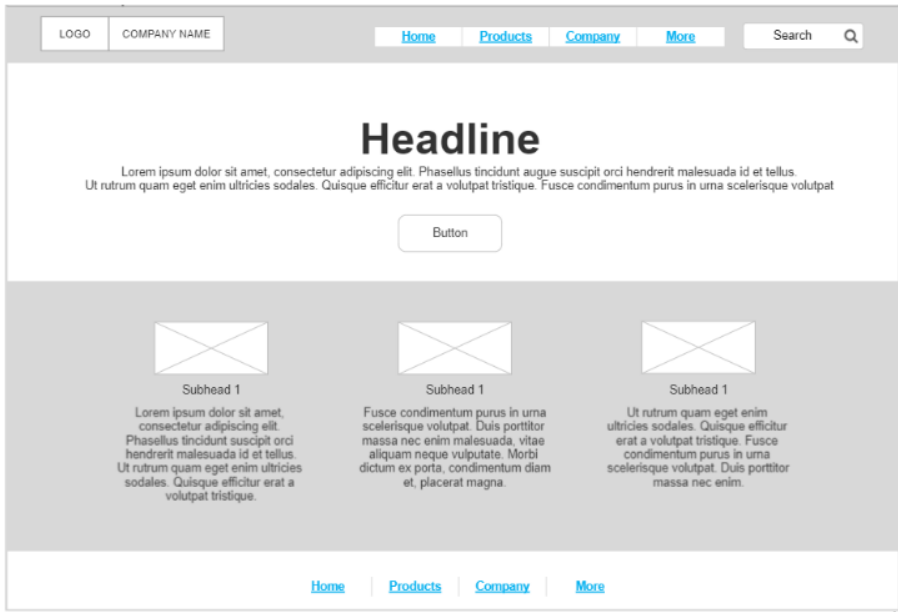 LOGO COMPANY NAME Home Products Company More Search
Headline
Lorem ipsum dolor sit amet, consectetur adipiscing elit. Phasellus tincidunt augue suscipit orci hendrerit malesuada id et tellus.
Ut rutrum quam eget enim ultricies sodales. Quisque efficitur erat a volutpat tristique. Fusce condimentum purus in urna scelerisque volutpat
Button
Subhead 1
Lorem ipsum dolor sit amet,
consectetur adipiscing elit.
Phasellus tincidunt suscipit orci
hendrerit malesuada id et tellus.
Ut rutrum quam eget enim ultricies
sodales. Quisque efficitur erat a
volutpat tristique.
Subhead 1
Fusce condimentum purus in urna
scelerisque volutpat. Duis porttitor
massa nec enim malesuada, vitae
aliquam neque vulputate. Morbi
dictum ex porta, condimentum diam
et, placerat magna.
Subhead 1
Ut rutrum quam eget enim
ultricies sodales. Quisque efficitur
erat a volutpat tristique. Fusce
condimentum purus in urna
scelerisque volutpat. Duis porttitor
massa nec enim.
Home Products Company More